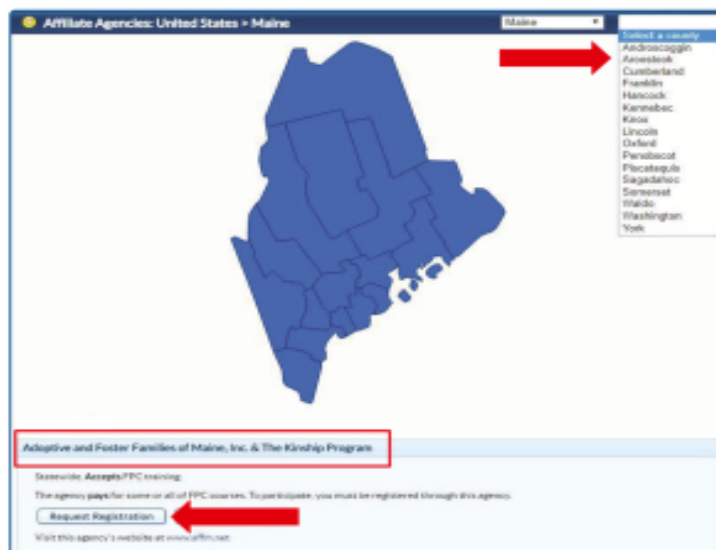 Affiliate Agencies: United States > Maine
Maine
Select a county
Androscoggin
Aroostook
Cumberland
Franklin
Hancock
Kennebec
Knox
Lincoln
Oxford
Penobscot
Piscataquis
Sagadahoc
Somerset
Waldo
Washington
York
Adoptive and Foster Families of Maine, Inc. & The Kinship Program
Statewide, Accepts FPC training.
The agency pays for some or all of FPC courses. To participate, you must be registered through this agency.
Request Registration
Visit this agency's website at www.affm.net